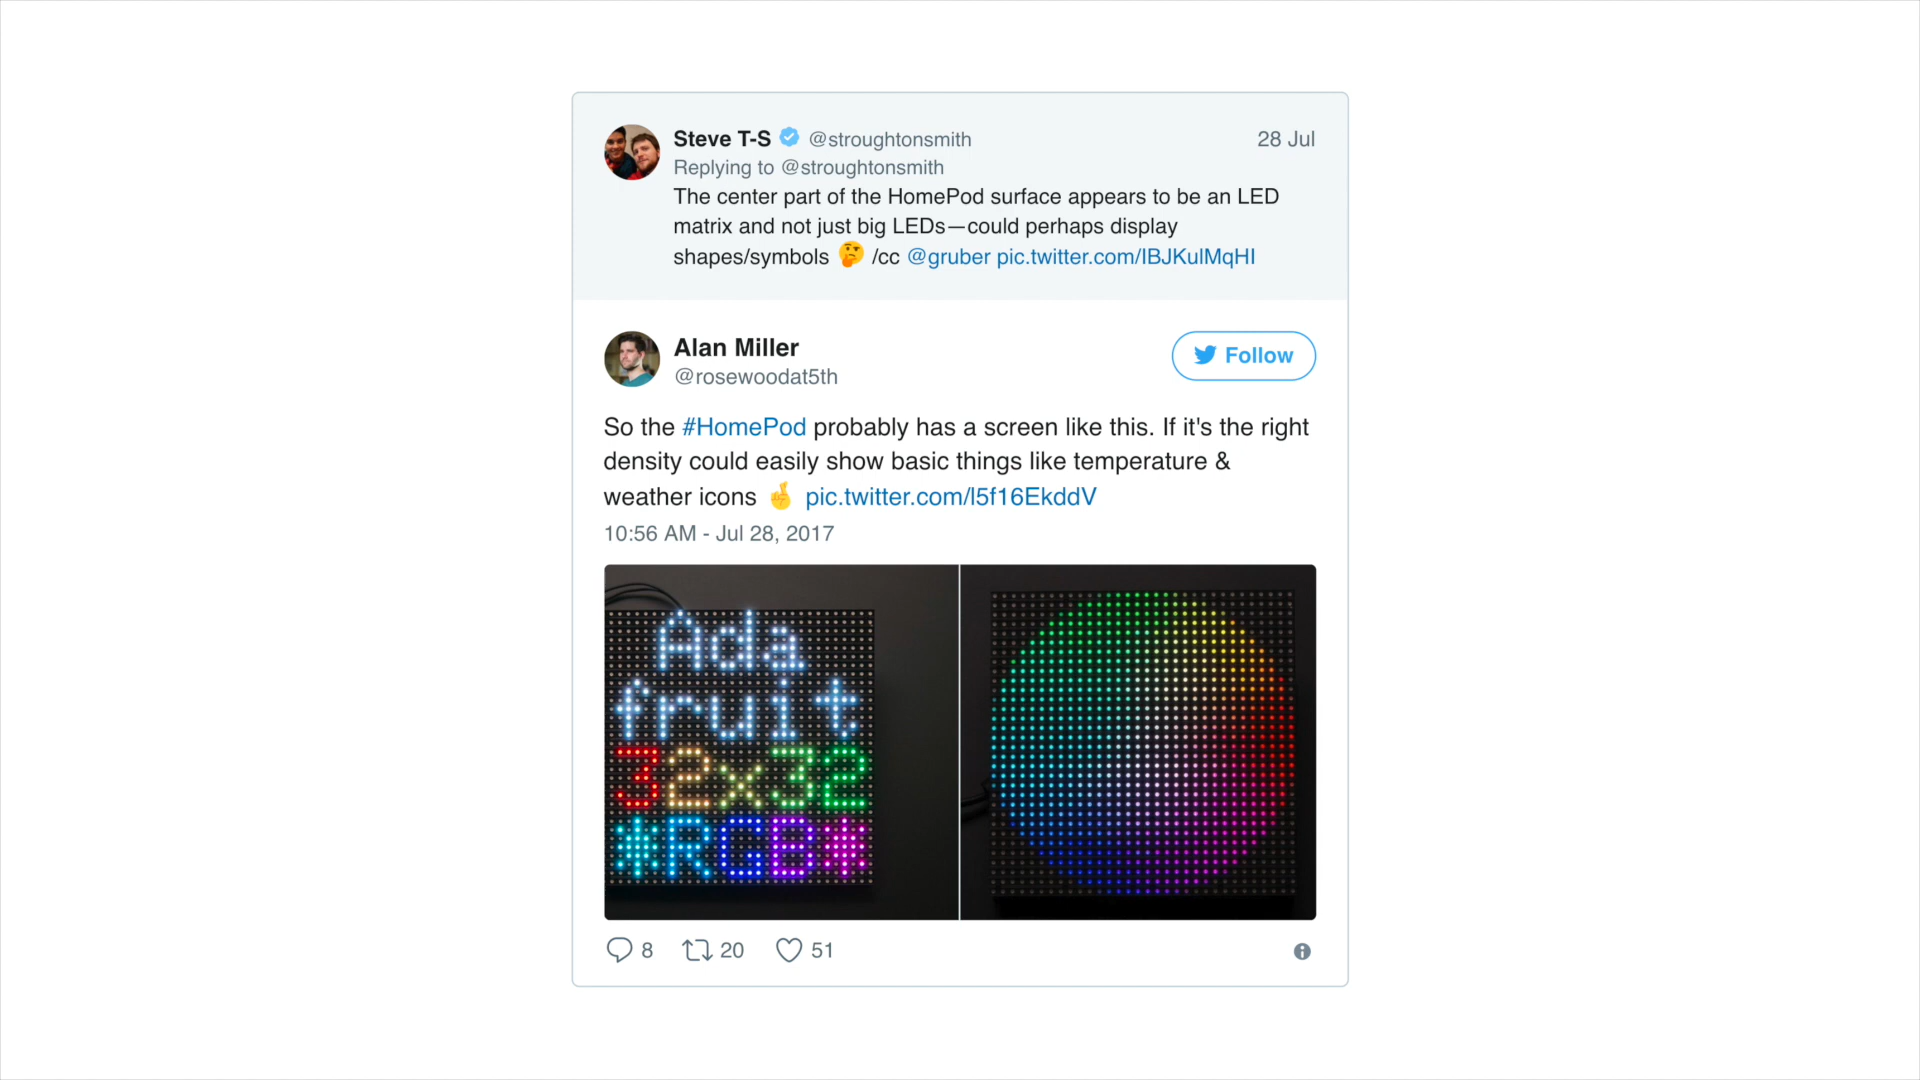 Steve T-S @stroughtonsmith 28 Jul
Replying to @stroughtonsmith
The center part of the HomePod surface appears to be an LED
matrix and not just big LEDs—could perhaps display
shapes/symbols 🤔 /cc @gruber pic.twitter.com/IBJKulMqHI
Alan Miller
@rosewoodat5th
Follow
So the #HomePod probably has a screen like this. If it's the right
density could easily show basic things like temperature &
weather icons 🤞 pic.twitter.com/l5f16EkddV
10:56 AM - Jul 28, 2017
Ada
fruit
32x32
*RGB*
8 20 51